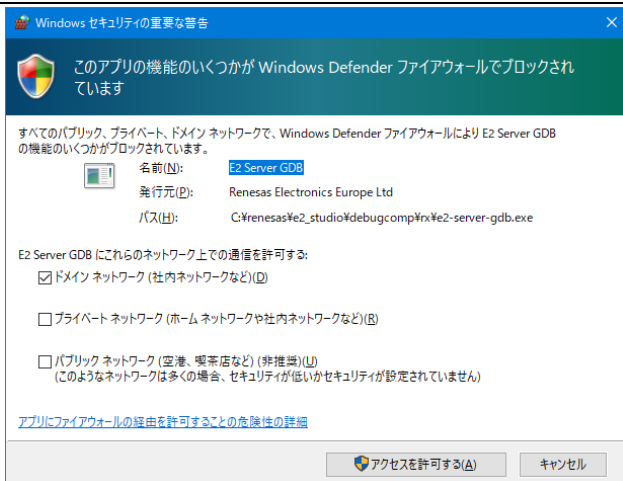 Windows セキュリティの重要な警告
このアプリの機能のいくつかが Windows Defender ファイアウォールでブロックされ
ています
すべてのパブリック、プライベート、ドメイン ネットワークで、Windows Defender ファイアウォールにより E2 Server GDB
の機能のいくつかがブロックされています。
名前(N): E2 Server GDB
発行元(P): Renesas Electronics Europe Ltd
パス(H): C:¥renesas¥e2_studio¥debugcomp¥rx¥e2-server-gdb.exe
E2 Server GDB にこれらのネットワーク上での通信を許可する:
ドメイン ネットワーク (社内ネットワークなど)(D)
プライベート ネットワーク (ホーム ネットワークや社内ネットワークなど)(R)
パブリック ネットワーク (空港、喫茶店など) (非推奨)(U)
(このようなネットワークは多くの場合、セキュリティが低いかセキュリティが設定されていません)
アプリにファイアウォールの経由を許可することの危険性の詳細
アクセスを許可する(A) キャンセル